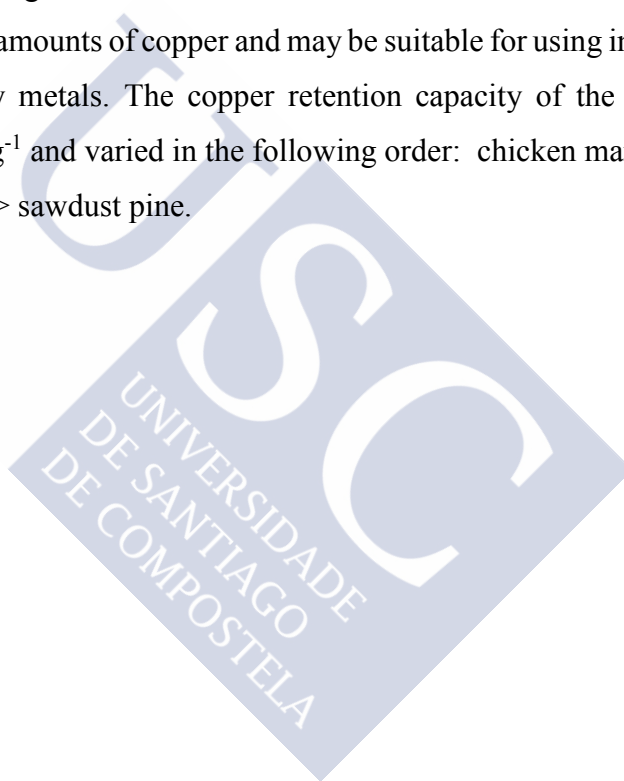 amounts of copper and may be suitable for using in
metals. The copper retention capacity of the
and varied in the following order: chicken
> sawdust pine.
USC
UNIVERSIDADE
DE SANTIAGO
DE COMPOSTELA